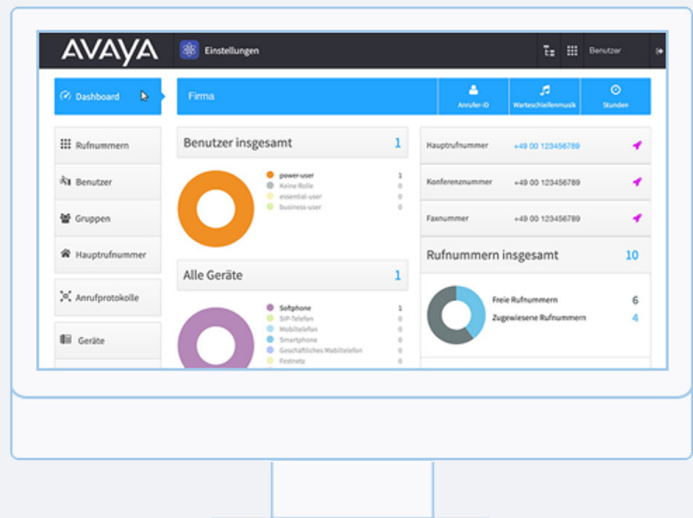 AVAYA Einstellungen Benutzer
Dashboard
Firma
Anrufer-ID
Warteschleifenmusik
Stunden
Rufnummern
Benutzer
Gruppen
Hauptrufnummer
Anrufprotokolle
Geräte
Benutzer insgesamt 1
power-user 1
Keine Rolle 0
essential-user 0
business-user 0
Alle Geräte 1
Softphone 1
SIP-Telefon 0
Mobiltelefon 0
Smartphone 0
Geschäftliches Mobiltelefon 0
Festnetz 0
Hauptrufnummer +49 00 123456789
Konferenznummer +49 00 123456789
Faxnummer +49 00 123456789
Rufnummern insgesamt 10
Freie Rufnummern 6
Zugewiesene Rufnummern 4